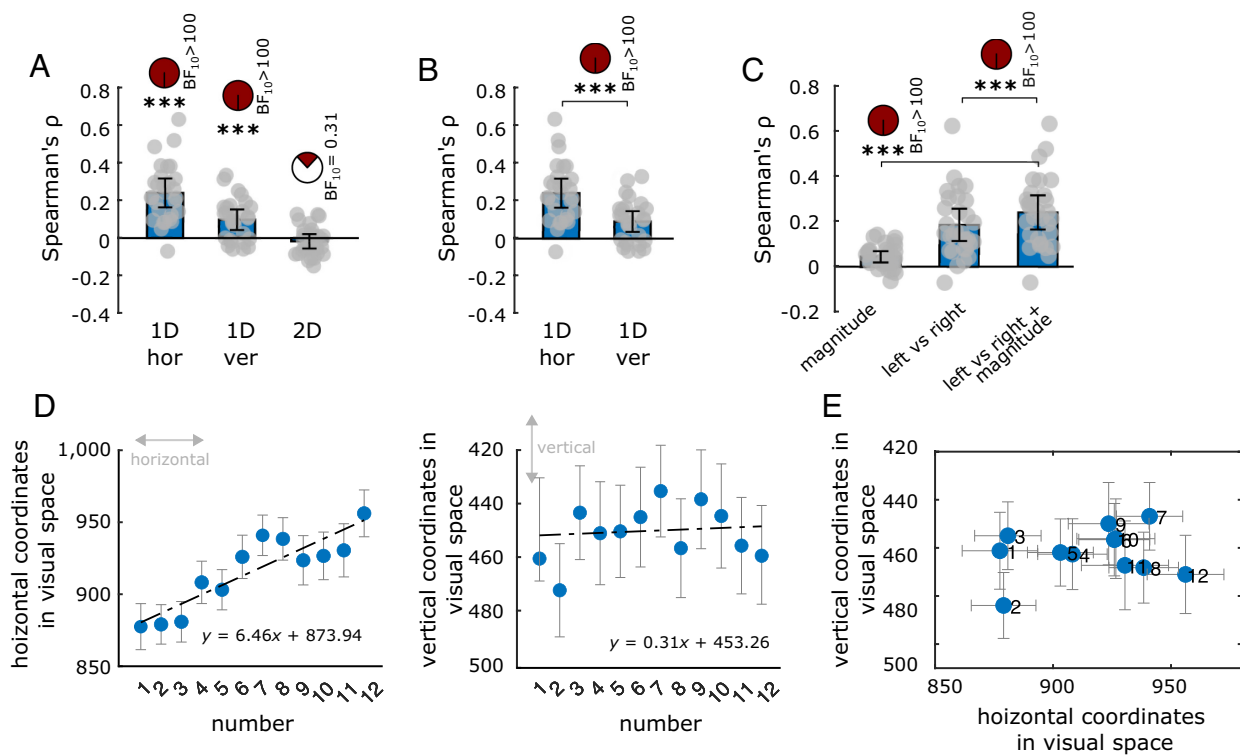 A
BF₁₀>100
***
BF₁₀>100
***
BF₁₀= 0.31
Spearman's ρ
0.8
0.6
0.4
0.2
0
-0.2
-0.4
1D
hor
1D
ver
2D
B
BF₁₀>100
***
Spearman's ρ
0.8
0.6
0.4
0.2
0
-0.2
-0.4
1D
hor
1D
ver
C
BF₁₀>100
***
BF₁₀>100
***
Spearman's ρ
0.8
0.6
0.4
0.2
0
-0.2
magnitude
left vs right
left vs right +
magnitude
D
hoizontal coordinates
in visual space
1,000
950
900
850
horizontal
y = 6.46x + 873.94
1 2 3 4 5 6 7 8 9 10 11 12
number
vertical coordinates in
visual space
420
440
460
480
500
vertical
y = 0.31x + 453.26
1 2 3 4 5 6 7 8 9 10 11 12
number
E
vertical coordinates in
visual space
420
440
460
480
500
9
7
3
1
5
4
11
8
12
2
850
900
950
hoizontal coordinates
in visual space